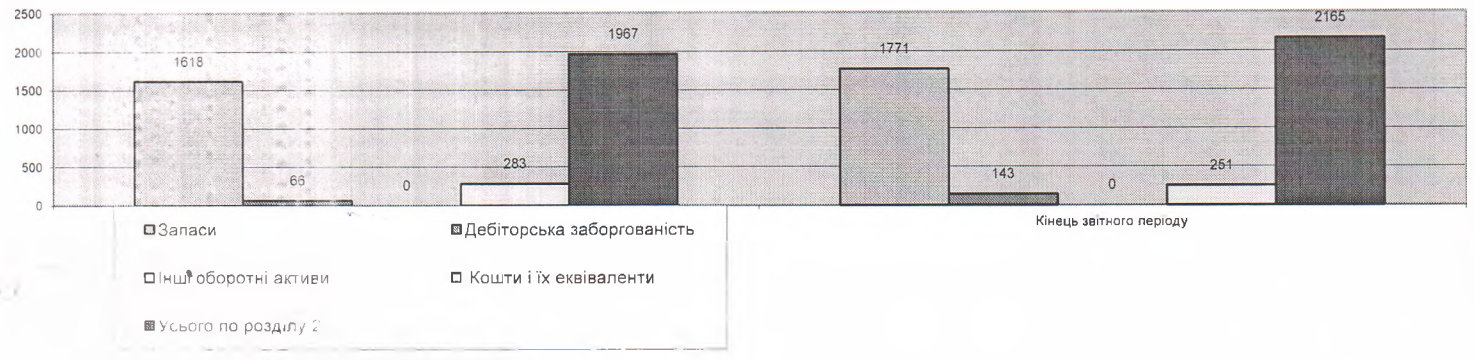 2500
2000
1500
1000
500
0
1618
66
0
283
1967
1771
143
0
251
2165
Кінець звітного періоду
Запаси
Дебіторська заборгованість
Інші оборотні активи
Кошти і їх еквіваленти
Усього по розділу 2